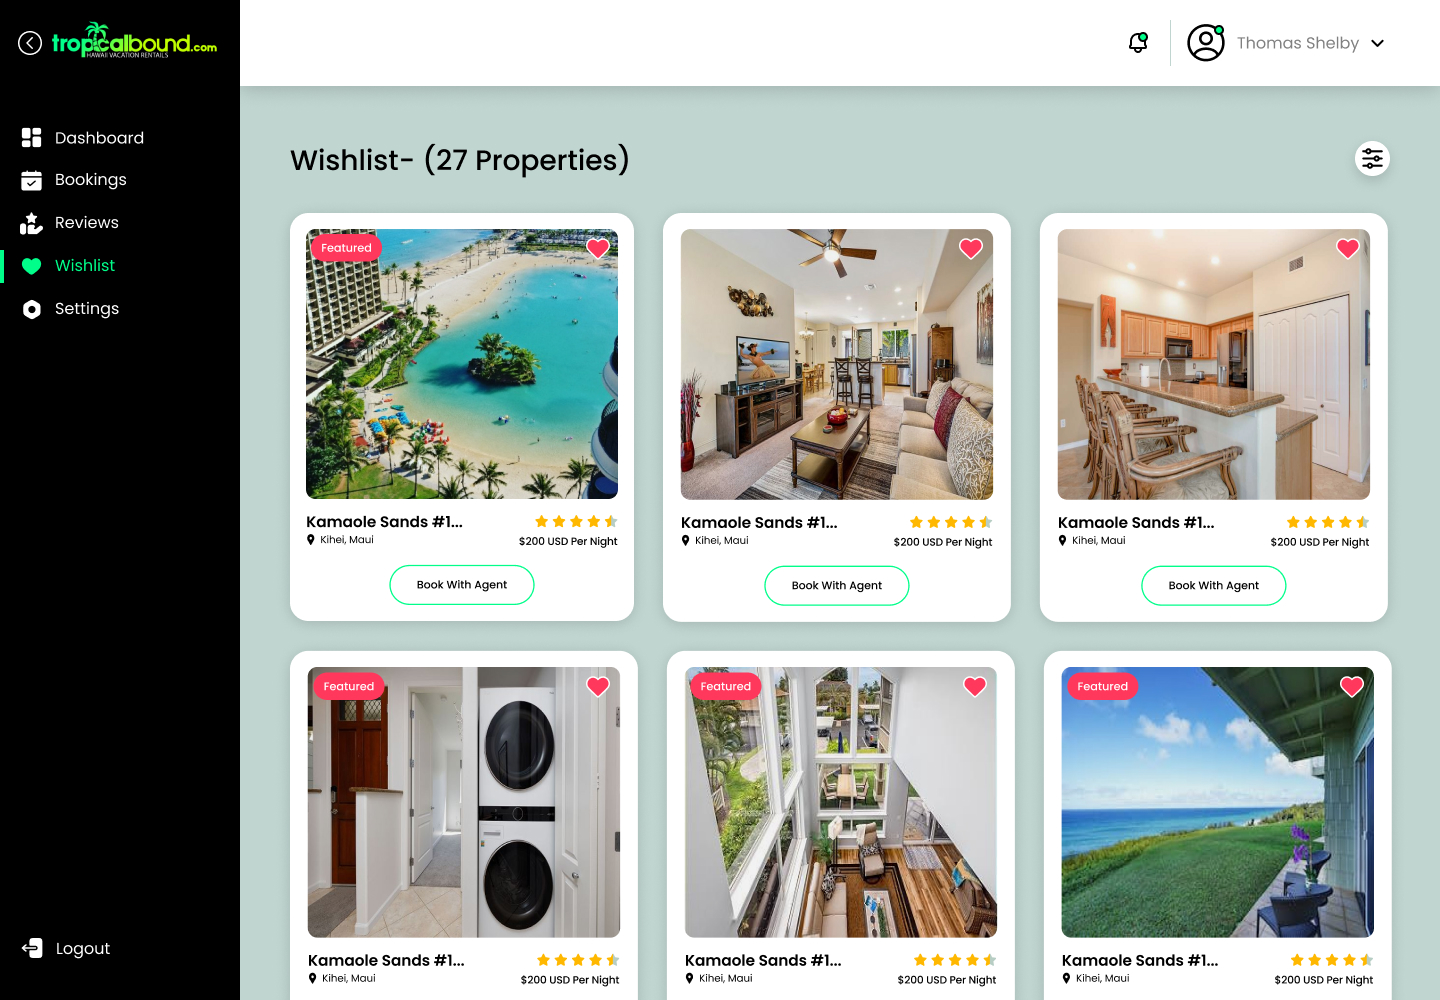 tropicalbound.com
HAWAII VACATION RENTAILS
Thomas Shelby
Dashboard
Bookings
Reviews
Wishlist
Settings
Logout
Wishlist- (27 Properties)
Featured
Kamaole Sands #1...
Kihei, Maui
$200 USD Per Night
Book With Agent
Kamaole Sands #1...
Kihei, Maui
$200 USD Per Night
Book With Agent
Kamaole Sands #1...
Kihei, Maui
$200 USD Per Night
Book With Agent
Featured
Kamaole Sands #1...
Kihei, Maui
$200 USD Per Night
Featured
Kamaole Sands #1...
Kihei, Maui
$200 USD Per Night
Featured
Kamaole Sands #1...
Kihei, Maui
$200 USD Per Night